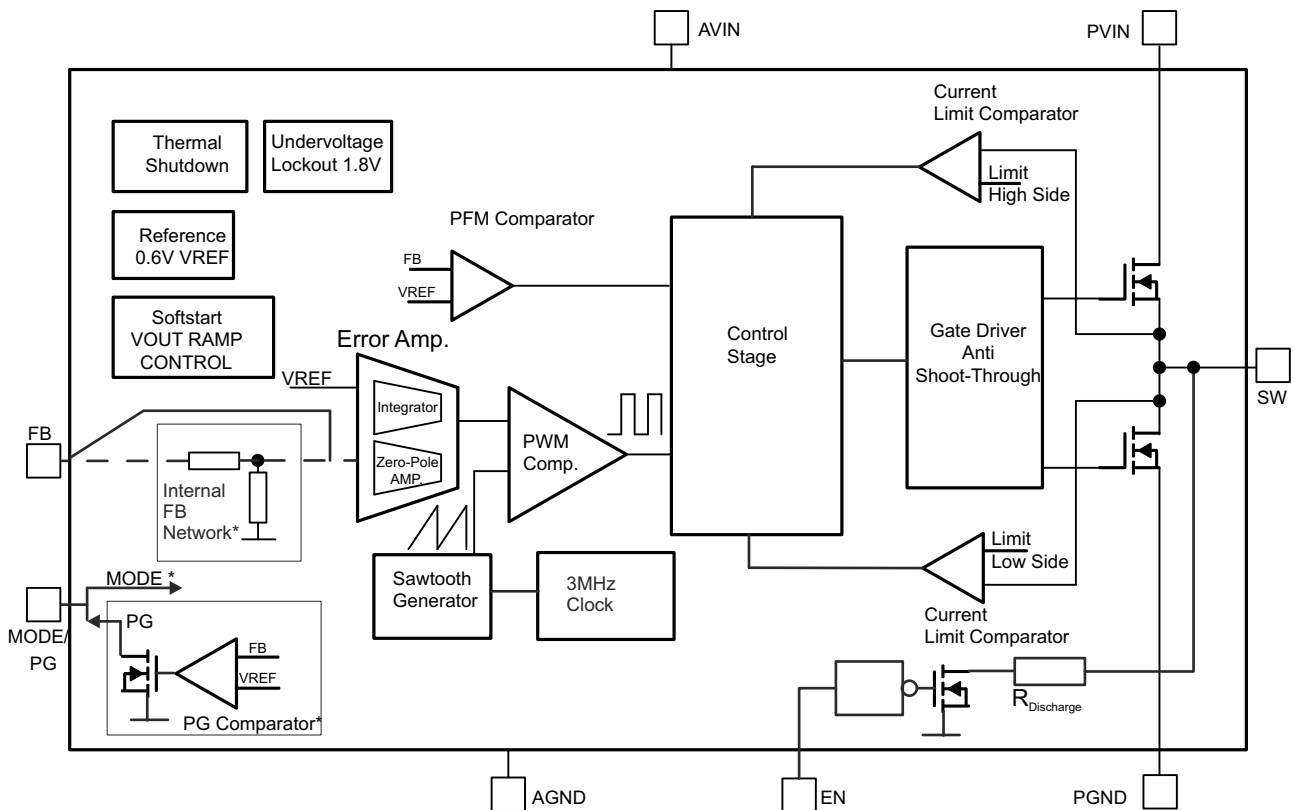 AVIN
PVIN
Current
Limit Comparator
Thermal
Shutdown
Undervoltage
Lockout 1.8V
Limit
High Side
PFM Comparator
Reference
0.6V VREF
FB
VREF
Softstart
VOUT RAMP
CONTROL
Error Amp.
Control
Stage
Gate Driver
Anti
Shoot-Through
VREF
Integrator
SW
FB
PWM
Comp.
Zero-Pole
AMP.
Internal
FB
Network*
Limit
Low Side
MODE *
Sawtooth
Generator
3MHz
Clock
Current
Limit Comparator
MODE/
PG
PG
FB
VREF
PG Comparator*
RDischarge
AGND
EN
PGND